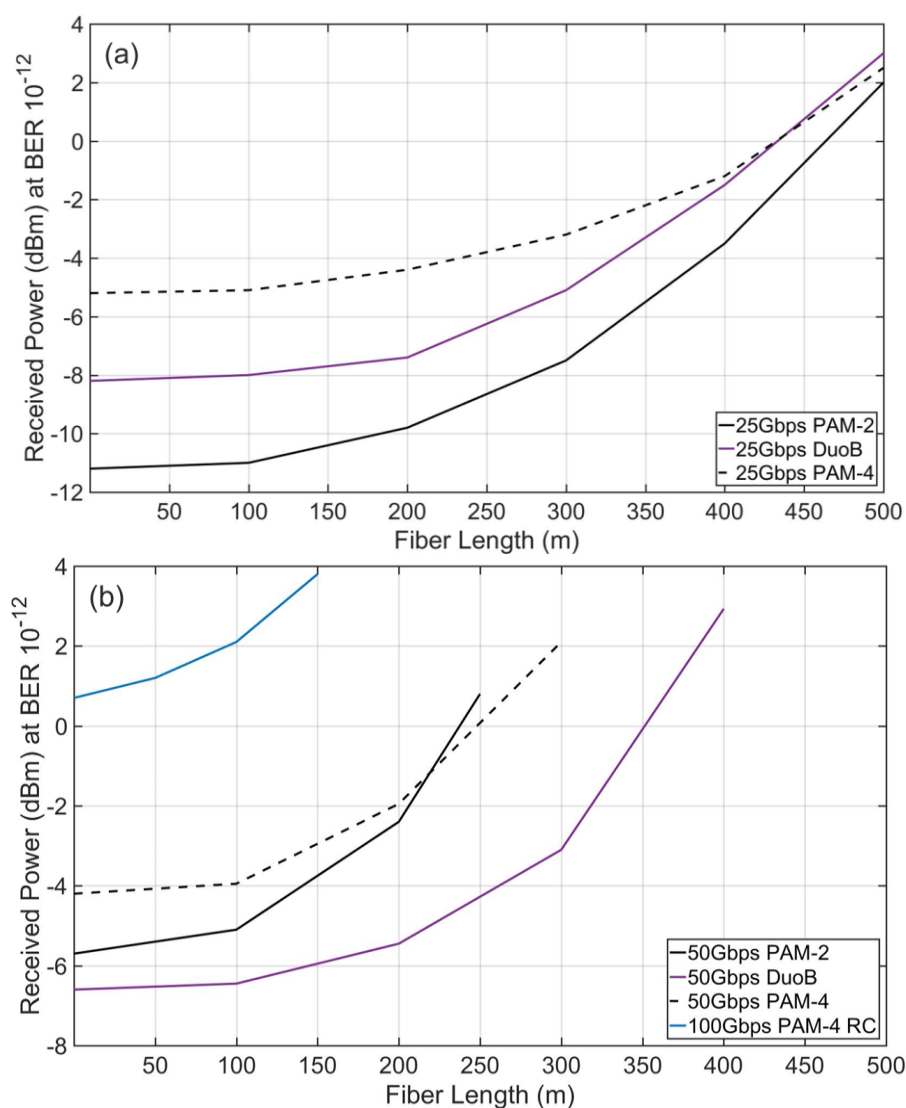 (a)
Received Power (dBm) at BER 10⁻¹²
4
2
0
-2
-4
-6
-8
-10
-12
50 100 150 200 250 300 350 400 450 500
Fiber Length (m)
25Gbps PAM-2
25Gbps DuoB
25Gbps PAM-4
(b)
Received Power (dBm) at BER 10⁻¹²
4
2
0
-2
-4
-6
-8
50 100 150 200 250 300 350 400 450 500
Fiber Length (m)
50Gbps PAM-2
50Gbps DuoB
50Gbps PAM-4
100Gbps PAM-4 RC